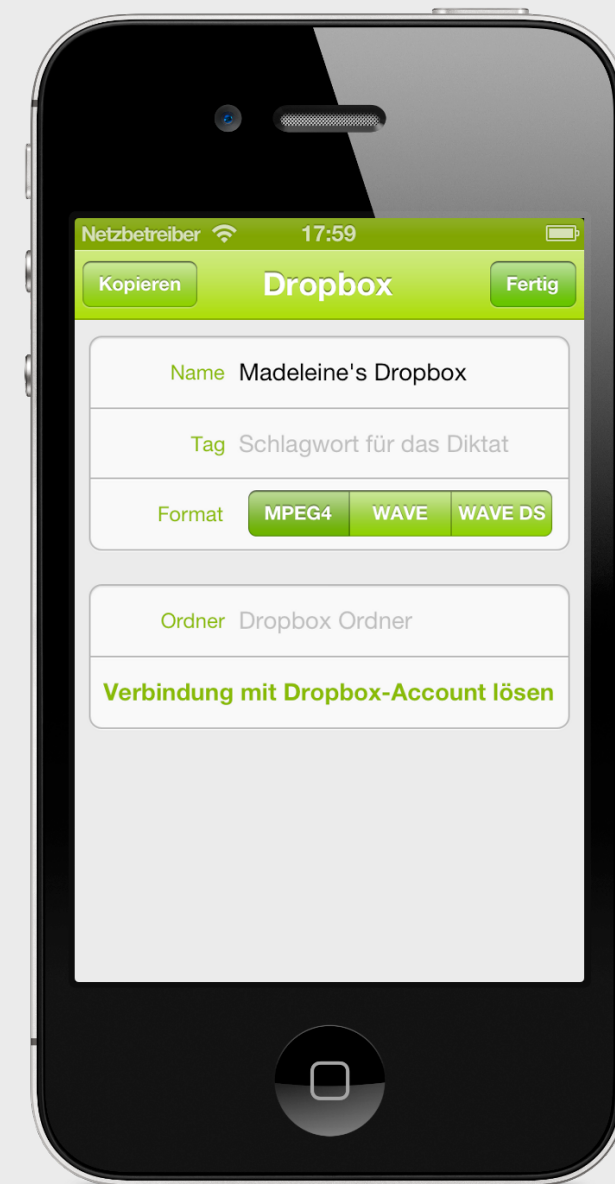 Netzbetreiber 17:59
Kopieren Dropbox Fertig
Name Madeleine's Dropbox
Tag Schlagwort für das Diktat
Format MPEG4 WAVE WAVE DS
Ordner Dropbox Ordner
Verbindung mit Dropbox-Account lösen